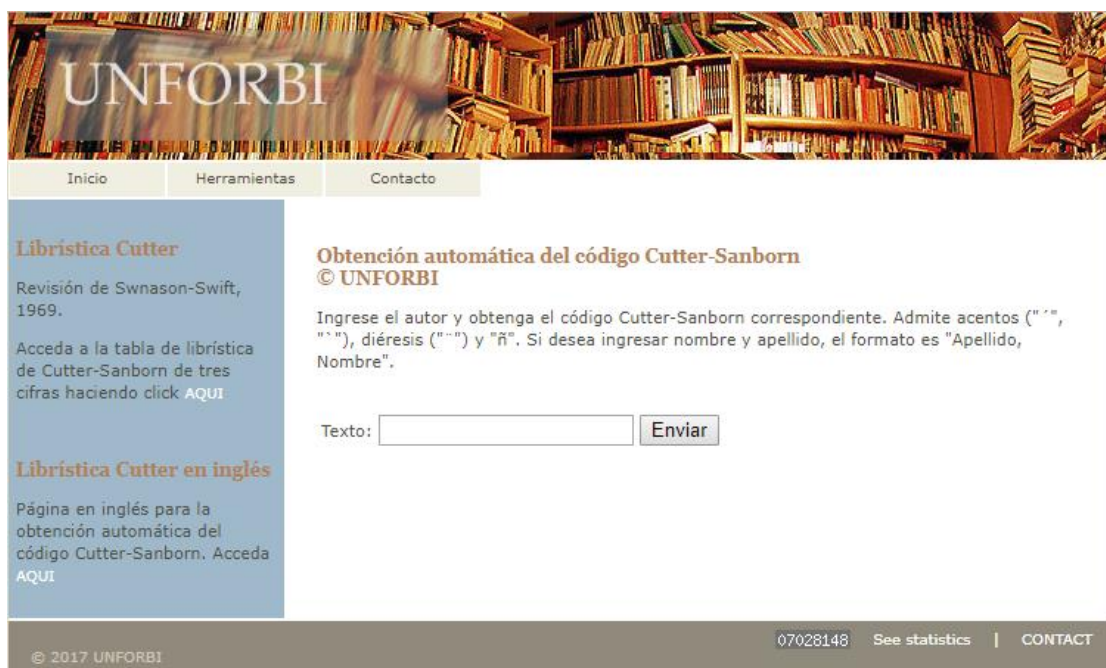 UNFORBI
Inicio
Herramientas
Contacto
Librística Cutter
Revisión de Swnason-Swift,
1969.
Acceda a la tabla de librística
de Cutter-Sanborn de tres
cifras haciendo click AQUI
Librística Cutter en inglés
Página en inglés para la
obtención automática del
código Cutter-Sanborn. Acceda
AQUI
Obtención automática del código Cutter-Sanborn
© UNFORBI
Ingrese el autor y obtenga el código Cutter-Sanborn correspondiente. Admite acentos ("´",
"`"), diéresis ("¨") y "ñ". Si desea ingresar nombre y apellido, el formato es "Apellido,
Nombre".
Texto:
Enviar
07028148 See statistics | CONTACT
© 2017 UNFORBI